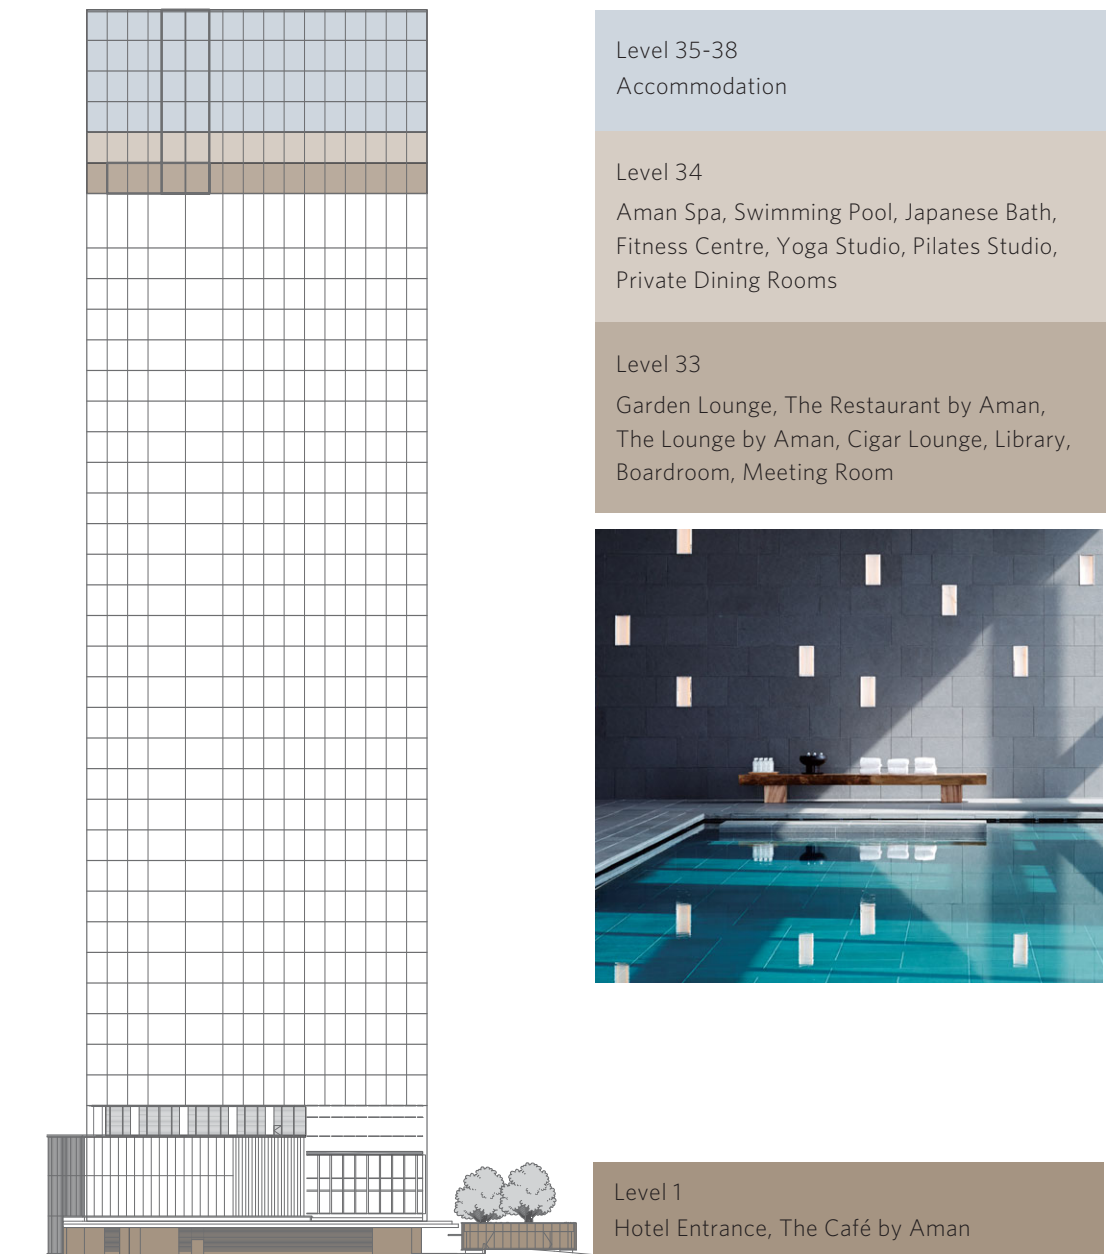 Level 35-38
Accommodation
Level 34
Aman Spa, Swimming Pool, Japanese Bath,
Fitness Centre, Yoga Studio, Pilates Studio,
Private Dining Rooms
Level 33
Garden Lounge, The Restaurant by Aman,
The Lounge by Aman, Cigar Lounge, Library,
Boardroom, Meeting Room
Level 1
Hotel Entrance, The Café by Aman